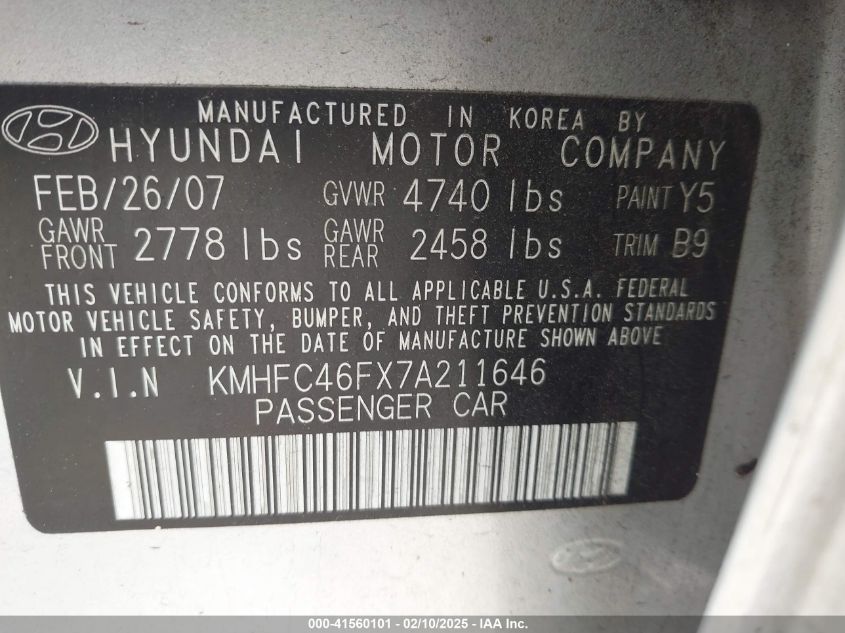 MANUFACTURED IN KOREA BY
HYUNDAI MOTOR COMPANY
FEB/26/07 GVWR 4740 lbs PAINT Y5
GAWR FRONT 2778 lbs GAWR REAR 2458 lbs TRIM B9
THIS VEHICLE CONFORMS TO ALL APPLICABLE U.S.A. FEDERAL
MOTOR VEHICLE SAFETY, BUMPER, AND THEFT PREVENTION STANDARDS
IN EFFECT ON THE DATE OF MANUFACTURE SHOWN ABOVE
V.I.N KMHFC46FX7A211646
PASSENGER CAR
000-41560101 - 02/10/2025 - IAA Inc.